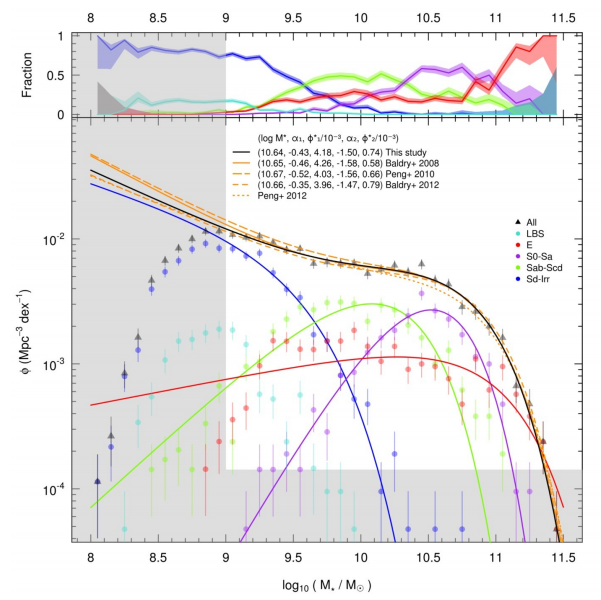 8 8.5 9 9.5 10 10.5 11 11.5
Fraction
1
0.5
0
(log M*, α₁, ϕ*₁/10⁻³, α₂, ϕ*₂/10⁻³)
(10.64, -0.43, 4.18, -1.50, 0.74) This study
(10.65, -0.46, 4.26, -1.58, 0.58) Baldry+ 2008
(10.67, -0.52, 4.03, -1.56, 0.66) Peng+ 2010
(10.66, -0.35, 3.96, -1.47, 0.79) Baldry+ 2012
Peng+ 2012
All
LBS
E
S0-Sa
Sab-Scd
Sd-Irr
ϕ (Mpc⁻³ dex⁻¹)
10⁻²
10⁻³
10⁻⁴
8 8.5 9 9.5 10 10.5 11 11.5
log₁₀ ( M⋆ / M☉ )